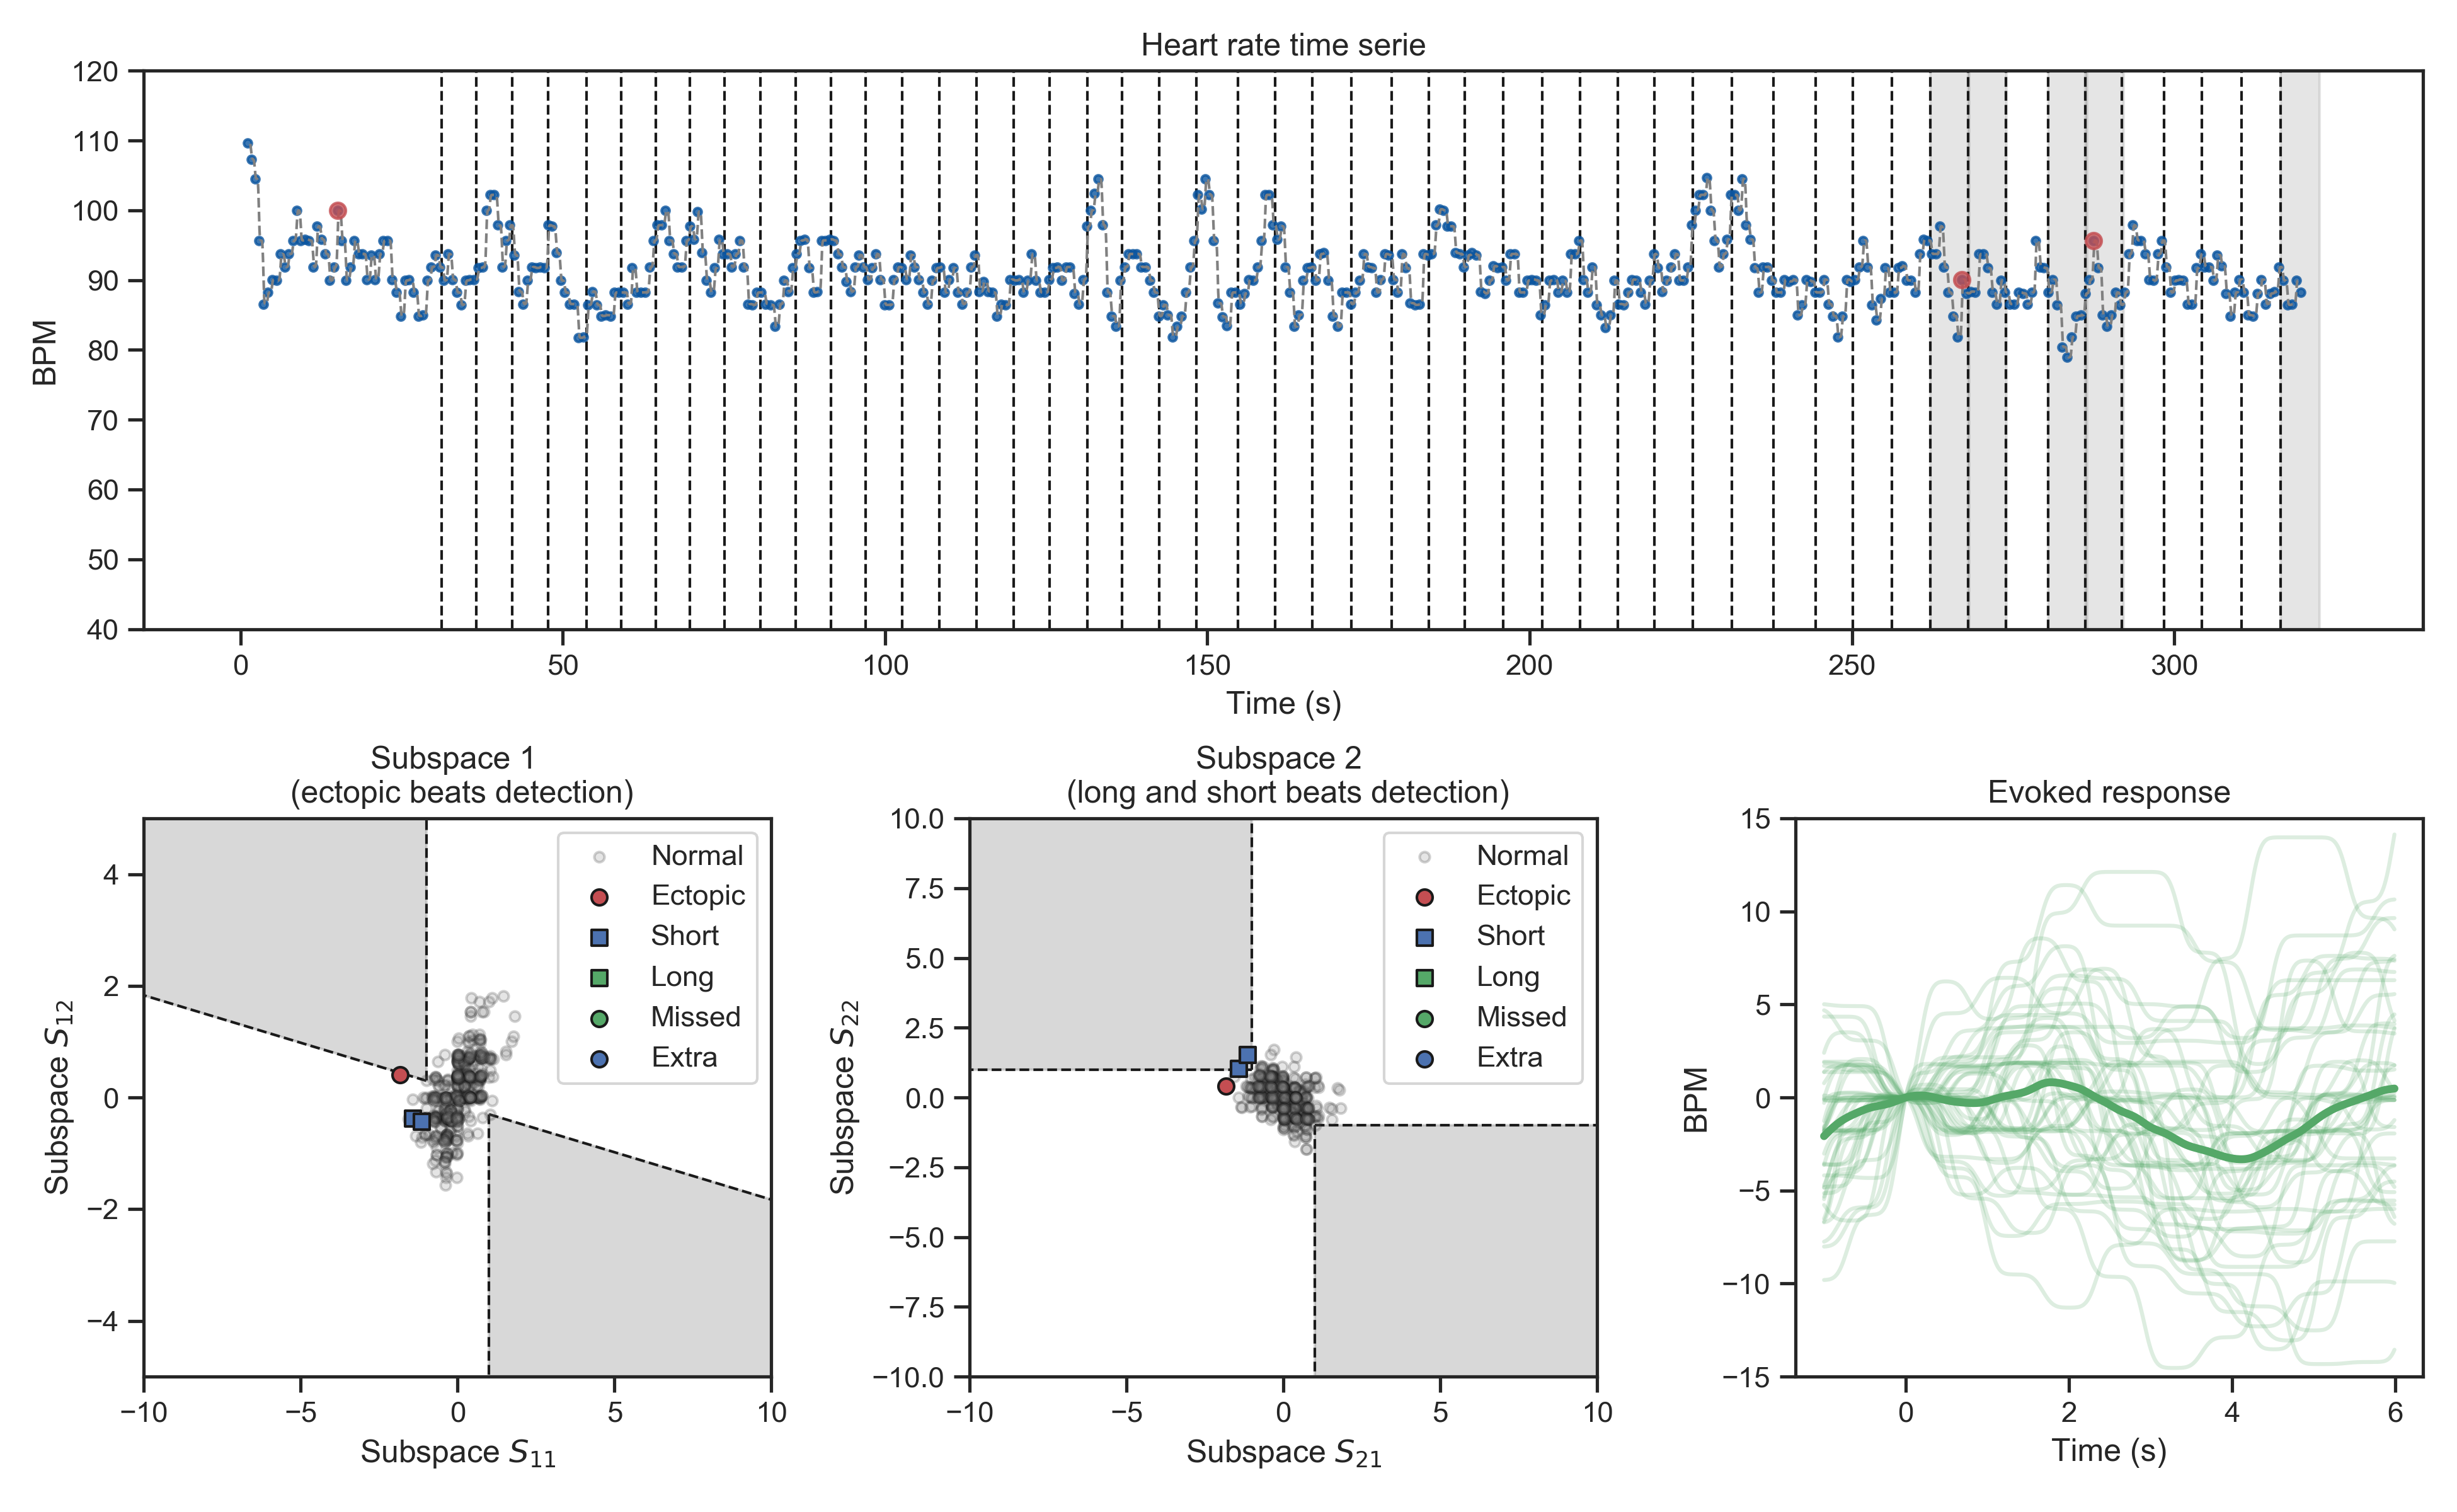 Heart rate time serie
120
110
100
90
80
70
60
50
40
BPM
0 50 100 150 200 250 300
Time (s)
Subspace 1
(ectopic beats detection)
4
2
0
−2
−4
Subspace S₁₂
Normal
Ectopic
Short
Long
Missed
Extra
−10 −5 0 5 10
Subspace S₁₁
Subspace 2
(long and short beats detection)
10.0
7.5
5.0
2.5
0.0
−2.5
−5.0
−7.5
−10.0
Subspace S₂₂
Normal
Ectopic
Short
Long
Missed
Extra
−10 −5 0 5 10
Subspace S₂₁
Evoked response
15
10
5
0
−5
−10
−15
BPM
0 2 4 6
Time (s)